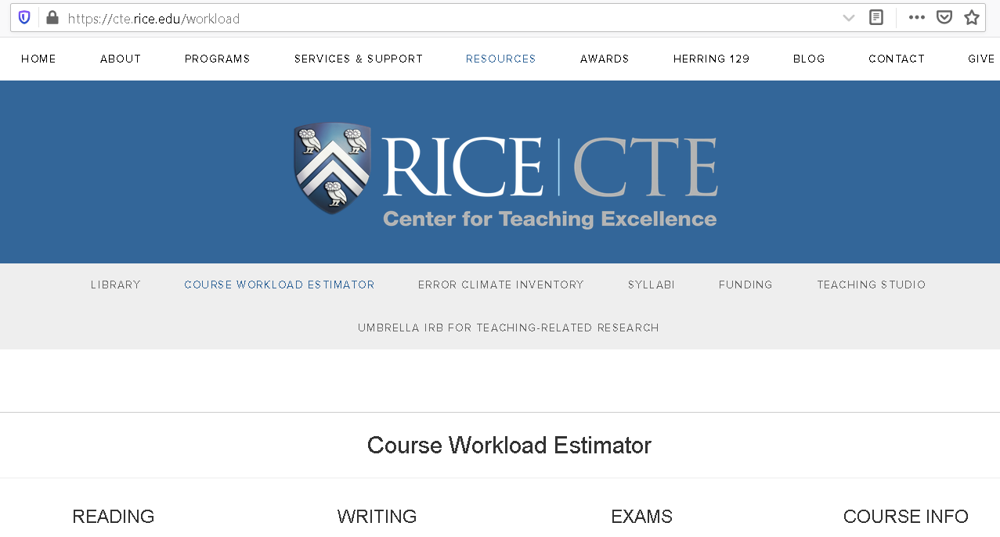 https://cte.rice.edu/workload
HOME ABOUT PROGRAMS SERVICES & SUPPORT RESOURCES AWARDS HERRING 129 BLOG CONTACT GIVE
RICE | CTE
Center for Teaching Excellence
LIBRARY COURSE WORKLOAD ESTIMATOR ERROR CLIMATE INVENTORY SYLLABI FUNDING TEACHING STUDIO
UMBRELLA IRB FOR TEACHING-RELATED RESEARCH
Course Workload Estimator
READING WRITING EXAMS COURSE INFO